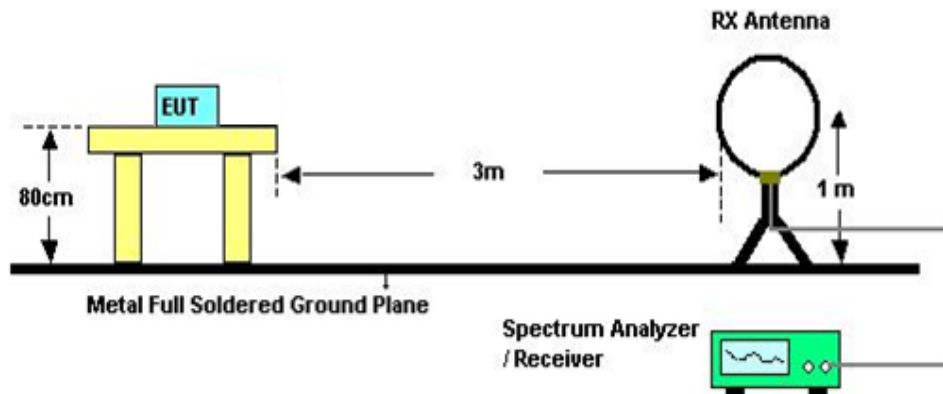 RX Antenna
EUT
3m
80cm
1 m
Metal Full Soldered Ground Plane
Spectrum Analyzer
/ Receiver